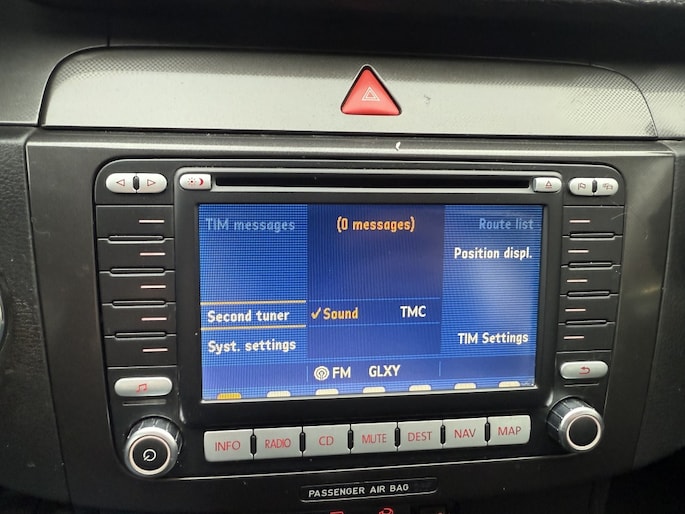 TIM messages
(0 messages)
Route list
Position displ.
Second tuner
✓Sound
TMC
Syst. settings
TIM Settings
FM
GLXY
INFO
RADIO
CD
MUTE
DEST
NAV
MAP
PASSENGER AIR BAG